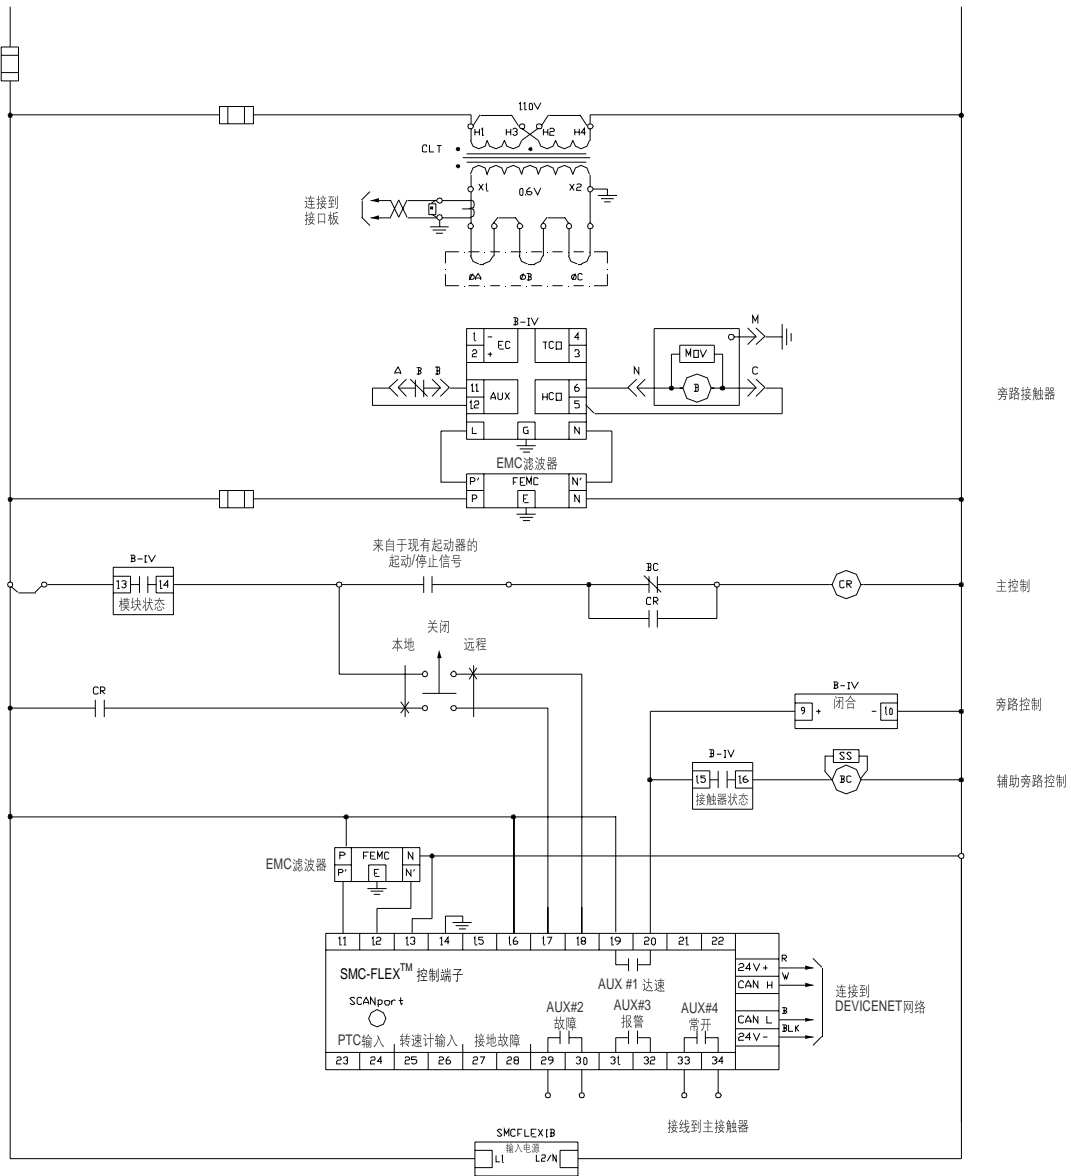 110V
H1 H3 H2 H4
CLT
X1 0.6V X2
连接到
接口板
ØA ØB ØC
B-IV
1 - EC TCO 4
2 + 3
M
MOV
A B B 11 AUX HCO 6 N B C
12 5
旁路接触器
L G N
EMC滤波器
P' FEMC N'
P E N
来自于现有起动器的
起动/停止信号
B-IV
13 14
模块状态
BC
CR
CR
主控制
关闭
本地 远程
CR
B-IV
闭合
9 + - 10
旁路控制
B-IV
15 16
接触器状态
SS
BC
辅助旁路控制
EMC滤波器
P FEMC N
P' E N'
11 12 13 14 15 16 17 18 19 20 21 22
SMC-FLEX™ 控制端子
SCANport
AUX #1 达速
AUX#2
故障
AUX#3
报警
AUX#4
常开
PTC输入 转速计输入 接地故障
23 24 25 26 27 28 29 30 31 32 33 34
24V+ R
CAN H W
CAN L B
24V- BLK
连接到
DEVICENET网络
接线到主接触器
SMCFLEXIB
输入电源
L1 L2/N